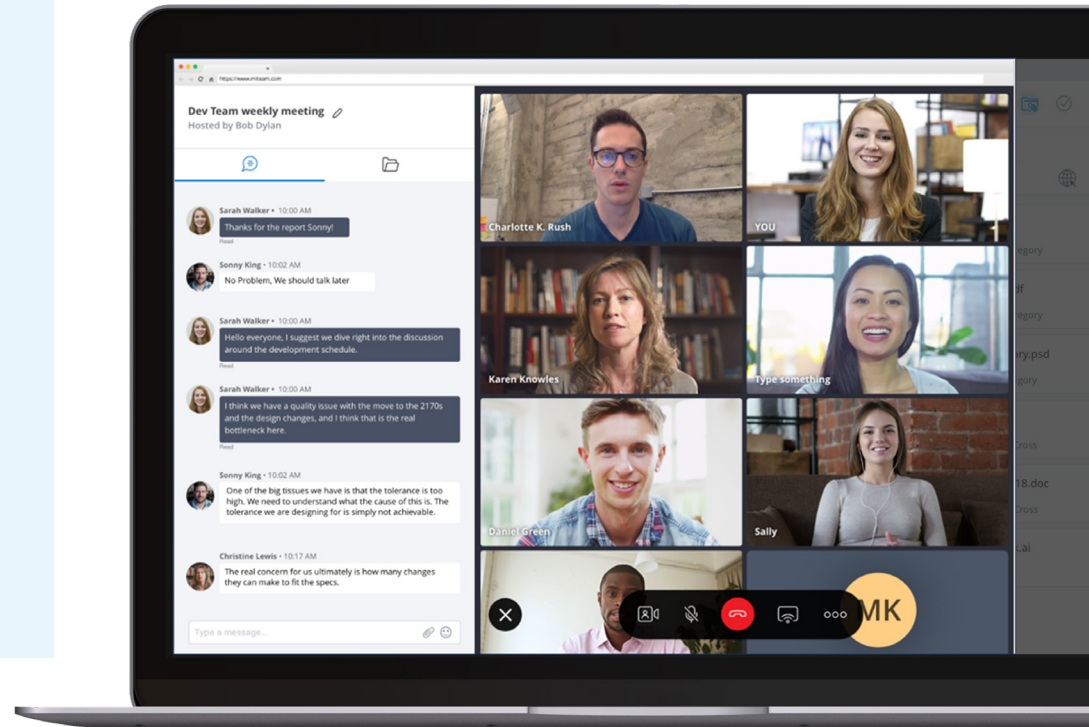 https://www.miteam.com
Dev Team weekly meeting
Hosted by Bob Dylan
Sarah Walker • 10:00 AM
Thanks for the report Sonny!
Read
Sonny King • 10:02 AM
No Problem, We should talk later
Sarah Walker • 10:00 AM
Hello everyone, I suggest we dive right into the discussion
around the development schedule.
Read
Sarah Walker • 10:00 AM
I think we have a quality issue with the move to the 2170s
and the design changes, and I think that is the real
bottleneck here.
Read
Sonny King • 10:02 AM
One of the big tissues we have is that the tolerance is too
high. We need to understand what the cause of this is. The
tolerance we are designing for is simply not achievable.
Christine Lewis • 10:17 AM
The real concern for us ultimately is how many changes
they can make to fit the specs.
Type a message...
Charlotte K. Rush
YOU
Karen Knowles
Type something
Daniel Green
Sally
MK
egory
df
egory
ary.psd
egory
Cross
18.doc
Cross
.ai